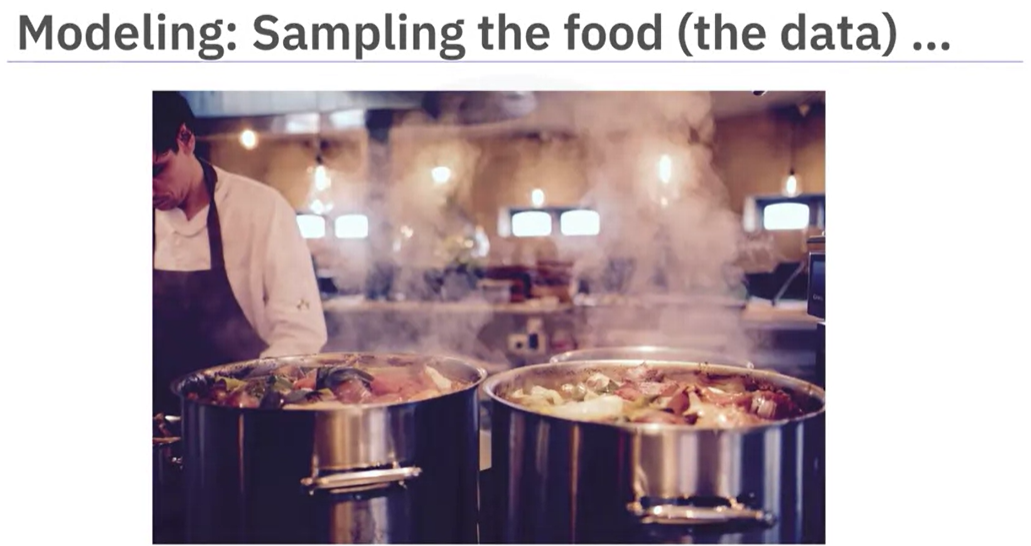 Modeling: Sampling the food (the data) ...